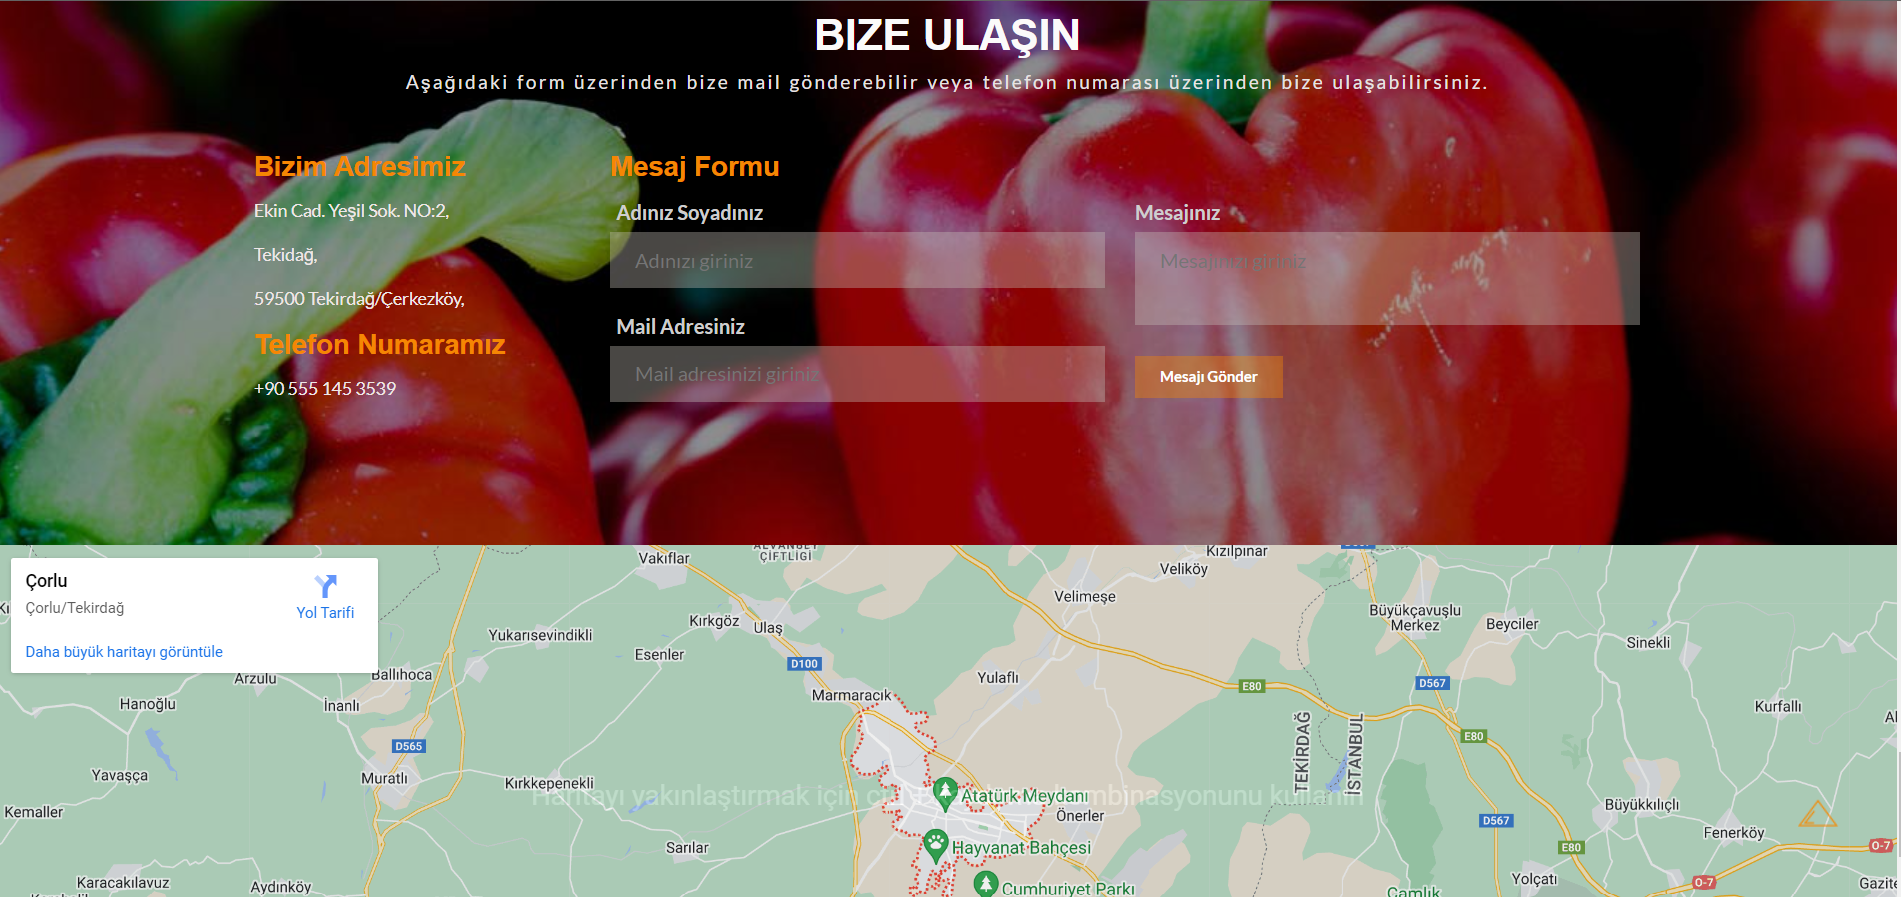 BIZE ULAŞIN
Aşağıdaki form üzerinden bize mail gönderebilir veya telefon numarası üzerinden bize ulaşabilirsiniz.
Bizim Adresimiz
Ekin Cad. Yeşil Sok. NO:2,
Tekidağ,
59500 Tekirdağ/Çerkezköy,
Telefon Numaramız
+90 555 145 3539
Mesaj Formu
Adınız Soyadınız
Adınızı giriniz
Mail Adresiniz
Mail adresinizi giriniz
Mesajınız
Mesajınızı giriniz
Mesajı Gönder
Çorlu
Çorlu/Tekirdağ
Yol Tarifi
Daha büyük haritayı görüntüle
Vakıflar
ÇİFTLİĞİ
Kızılpınar
Veliköy
Velimeşe
Büyükçavuşlu
Merkez
Beyciler
Sinekli
Kırkgöz
Ulaş
Yukarısevindikli
Esenler
D100
Ballıhoca
Arzulu
Yulaflı
E80
D567
Marmaracık
Hanoğlu
İnanlı
Kurfallı
TEKİRDAĞ
İSTANBUL
E80
D565
Yavaşça
Muratlı
Kırkkepenekli
Haritayı yakınlaştırmak için
kullanın
Atatürk Meydanı
Önerler
Büyükkılıçlı
Kemaller
D567
Fenerköy
Sarılar
Hayvanat Bahçesi
E80
O-7
Karacakılavuz
Aydınköy
Cumhuriyet Parkı
Çamlık
Yolçatı
O-7